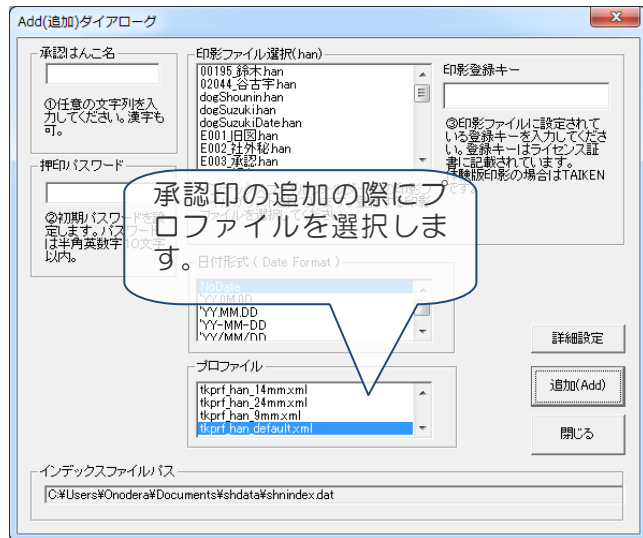 Add(追加)ダイアローグ
承認はんこ名
①任意の文字列を入
力してください。漢字も
可。
押印パスワード
②初期パスワードを設
定します。パスワード
は半角英数字10文字
以内。
印影ファイル選択(han)
00195_鈴木.han
02044_谷古宇.han
dogShounin.han
dogSuzuki.han
dogSuzukiDate.han
E001_旧図.han
E002_社外秘.han
E003_承認.han
印影登録キー
③印影ファイルに設定されて
いる登録キーを入力してくださ
い。登録キーはライセンス証
書に記載されています。
体験版印影の場合はTAIKEN
です。
承認印の追加の際にプ
ロファイルを選択しま
す。
日付形式 ( Date Format )
NoDate
'YY.0M.0D
'YY.MM.DD
'YY-MM-DD
'YY/MM/DD
プロファイル
tkprf_han_14mm.xml
tkprf_han_24mm.xml
tkprf_han_9mm.xml
tkprf_han_default.xml
詳細設定
追加(Add)
閉じる
インデックスファイルパス
C:¥Users¥Onodera¥Documents¥shdata¥shnindex.dat